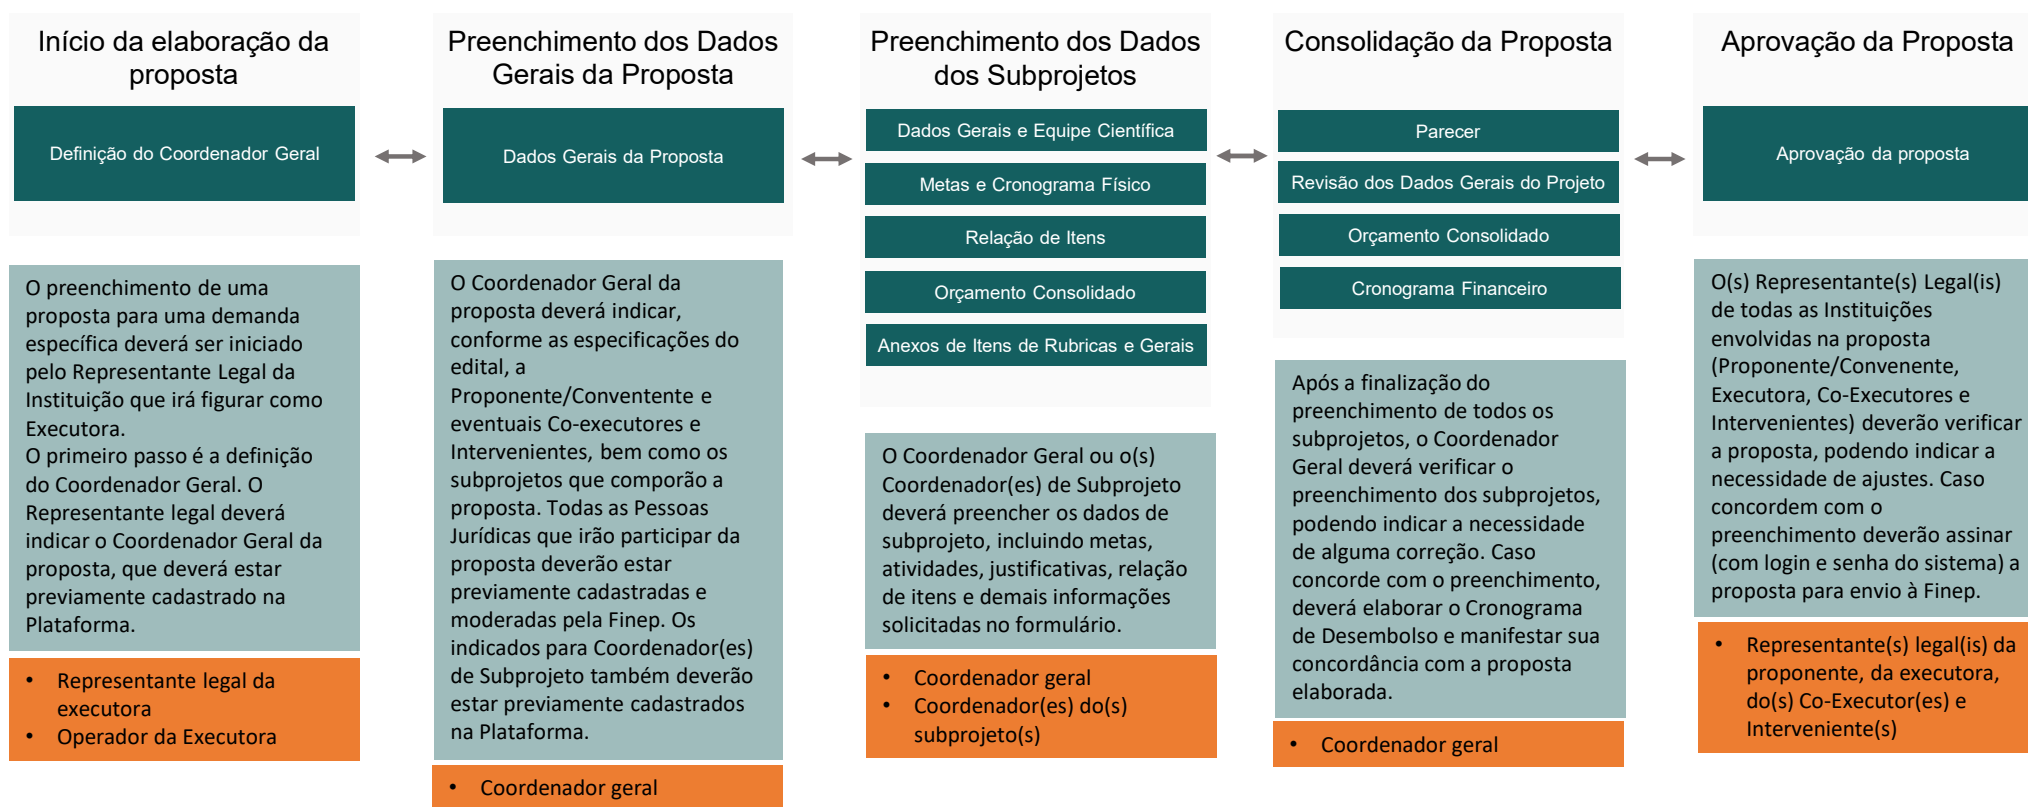 Início da elaboração da
proposta
Definição do Coordenador Geral
O preenchimento de uma
proposta para uma demanda
específica deverá ser iniciado
pelo Representante Legal da
Instituição que irá figurar como
Executora.
O primeiro passo é a definição
do Coordenador Geral. O
Representante legal deverá
indicar o Coordenador Geral da
proposta, que deverá estar
previamente cadastrado na
Plataforma.
• Representante legal da
executora
• Operador da Executora
Preenchimento dos Dados
Gerais da Proposta
Dados Gerais da Proposta
O Coordenador Geral da
proposta deverá indicar,
conforme as especificações do
edital, a
Proponente/Conventente e
eventuais Co-executores e
Intervenientes, bem como os
subprojetos que comporão a
proposta. Todas as Pessoas
Jurídicas que irão participar da
proposta deverão estar
previamente cadastradas e
moderadas pela Finep. Os
indicados para Coordenador(es)
de Subprojeto também deverão
estar previamente cadastrados
na Plataforma.
• Coordenador geral
Preenchimento dos Dados
dos Subprojetos
Dados Gerais e Equipe Científica
Metas e Cronograma Físico
Relação de Itens
Orçamento Consolidado
Anexos de Itens de Rubricas e Gerais
O Coordenador Geral ou o(s)
Coordenador(es) de Subprojeto
deverá preencher os dados de
subprojeto, incluindo metas,
atividades, justificativas, relação
de itens e demais informações
solicitadas no formulário.
• Coordenador geral
• Coordenador(es) do(s)
subprojeto(s)
Consolidação da Proposta
Parecer
Revisão dos Dados Gerais do Projeto
Orçamento Consolidado
Cronograma Financeiro
Após a finalização do
preenchimento de todos os
subprojetos, o Coordenador
Geral deverá verificar o
preenchimento dos subprojetos,
podendo indicar a necessidade
de alguma correção. Caso
concorde com o preenchimento,
deverá elaborar o Cronograma
de Desembolso e manifestar sua
concordância com a proposta
elaborada.
• Coordenador geral
Aprovação da Proposta
Aprovação da proposta
O(s) Representante(s) Legal(is)
de todas as Instituições
envolvidas na proposta
(Proponente/Convenente,
Executora, Co-Executores e
Intervenientes) deverão verificar
a proposta, podendo indicar a
necessidade de ajustes. Caso
concordem com o
preenchimento deverão assinar
(com login e senha do sistema) a
proposta para envio à Finep.
• Representante(s) legal(is) da
proponente, da executora,
do(s) Co-Executor(es) e
Interveniente(s)